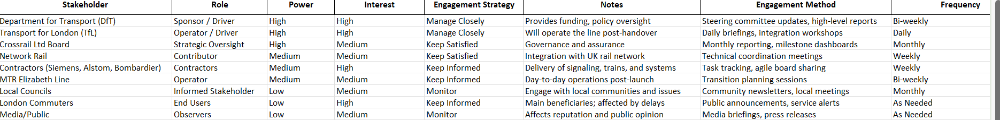 Stakeholder Role Power Interest Engagement Strategy Notes Engagement Method Frequency
Department for Transport (DfT) Sponsor / Driver High High Manage Closely Provides funding, policy oversight Steering committee updates, high-level reports Bi-weekly
Transport for London (TfL) Operator / Driver High High Manage Closely Will operate the line post-handover Daily briefings, integration workshops Daily
Crossrail Ltd Board Strategic Oversight High Medium Keep Satisfied Governance and assurance Monthly reporting, milestone dashboards Monthly
Network Rail Contributor Medium Medium Keep Satisfied Integration with UK rail network Technical coordination meetings Weekly
Contractors (Siemens, Alstom, Bombardier) Contractors Medium High Keep Informed Delivery of signaling, trains, and systems Task tracking, agile board sharing Weekly
MTR Elizabeth Line Operator Medium Medium Keep Informed Day-to-day operations post-launch Transition planning sessions Bi-weekly
Local Councils Informed Stakeholder Low Medium Monitor Engage with local communities and issues Community newsletters, local meetings Monthly
London Commuters End Users Low High Keep Informed Main beneficiaries; affected by delays Public announcements, service alerts As Needed
Media/Public Observers Low Medium Monitor Affects reputation and public opinion Media briefings, press releases As Needed